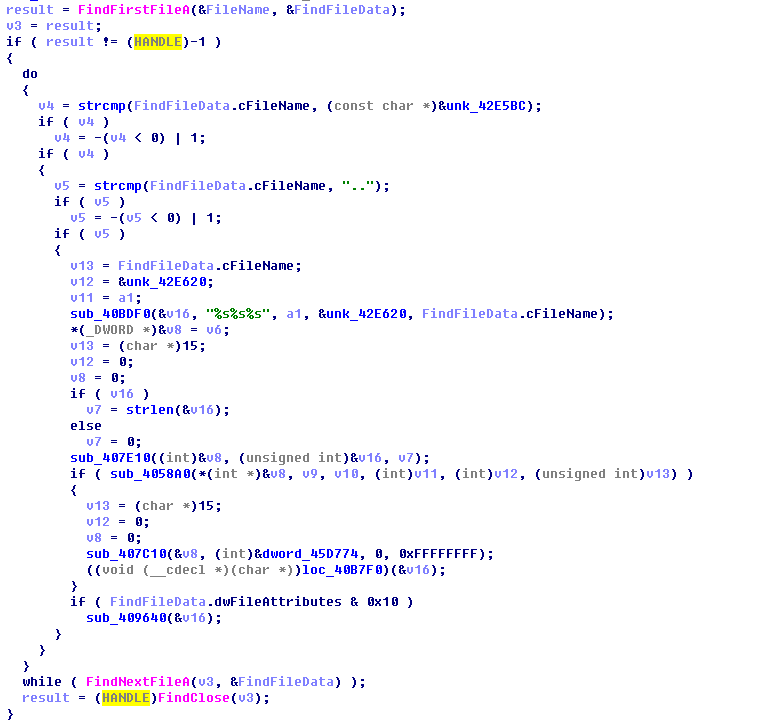 result = FindFirstFileA(&FileName, &FindFileData);
v3 = result;
if ( result != (HANDLE)-1 )
{
do
{
v4 = strcmp(FindFileData.cFileName, (const char *)&unk_42E5BC);
if ( v4 )
v4 = -(v4 < 0) | 1;
if ( v4 )
{
v5 = strcmp(FindFileData.cFileName, "..");
if ( v5 )
v5 = -(v5 < 0) | 1;
if ( v5 )
{
v13 = FindFileData.cFileName;
v12 = &unk_42E620;
v11 = a1;
sub_40BDF0(&v16, "%s%s%s", a1, &unk_42E620, FindFileData.cFileName);
*(_DWORD *)&v8 = v6;
v13 = (char *)15;
v12 = 0;
v8 = 0;
if ( v16 )
v7 = strlen(&v16);
else
v7 = 0;
sub_407E10((int)&v8, (unsigned int)&v16, v7);
if ( sub_4058A0(*(int *)&v8, v9, v10, (int)v11, (int)v12, (unsigned int)v13) )
{
v13 = (char *)15;
v12 = 0;
v8 = 0;
sub_407C10(&v8, (int)&dword_45D774, 0, 0xFFFFFFFF);
((void (__cdecl *)(char *))loc_40B7F0)(&v16);
}
if ( FindFileData.dwFileAttributes & 0x10 )
sub_409640(&v16);
}
}
}
while ( FindNextFileA(v3, &FindFileData) );
result = (HANDLE)FindClose(v3);
}